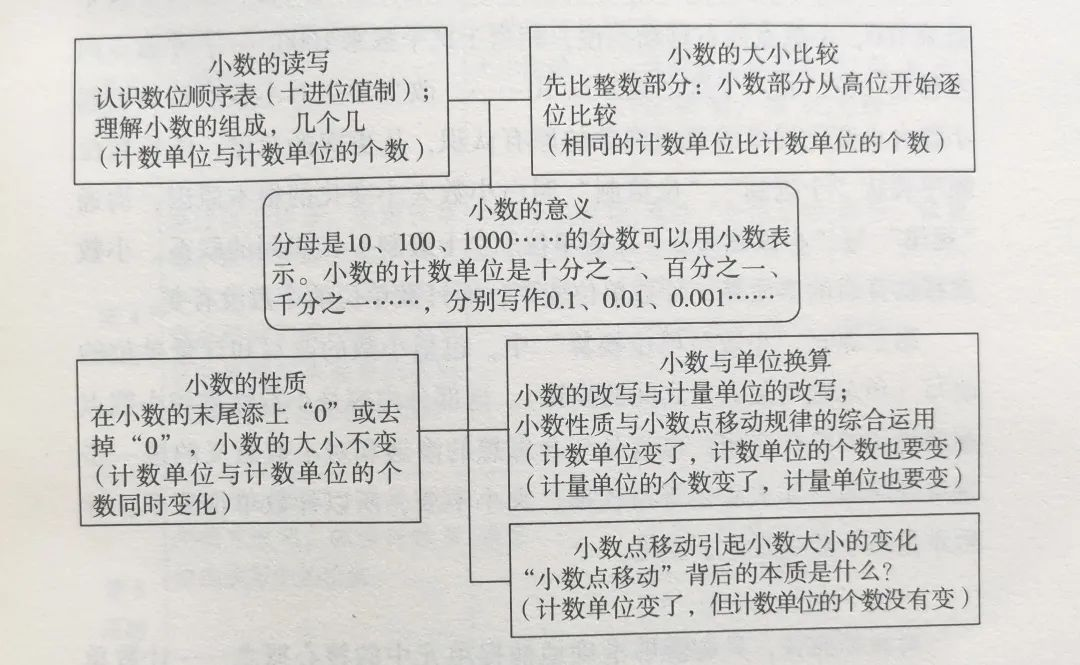 小数的读写
认识数位顺序表（十进位值制）；
理解小数的组成，几个几
（计数单位与计数单位的个数）
小数的大小比较
先比整数部分：小数部分从高位开始逐
位比较
（相同的计数单位比计数单位的个数）
小数的意义
分母是10、100、1000……的分数可以用小数表
示。小数的计数单位是十分之一、百分之一、
千分之一……，分别写作0.1、0.01、0.001……
小数的性质
在小数的末尾添上“0”或去
掉“0”，小数的大小不变
（计数单位与计数单位的个
数同时变化）
小数与单位换算
小数的改写与计量单位的改写；
小数性质与小数点移动规律的综合运用
（计数单位变了，计数单位的个数也要变）
（计量单位的个数变了，计量单位也要变）
小数点移动引起小数大小的变化
“小数点移动”背后的本质是什么？
（计数单位变了，但计数单位的个数没有变）